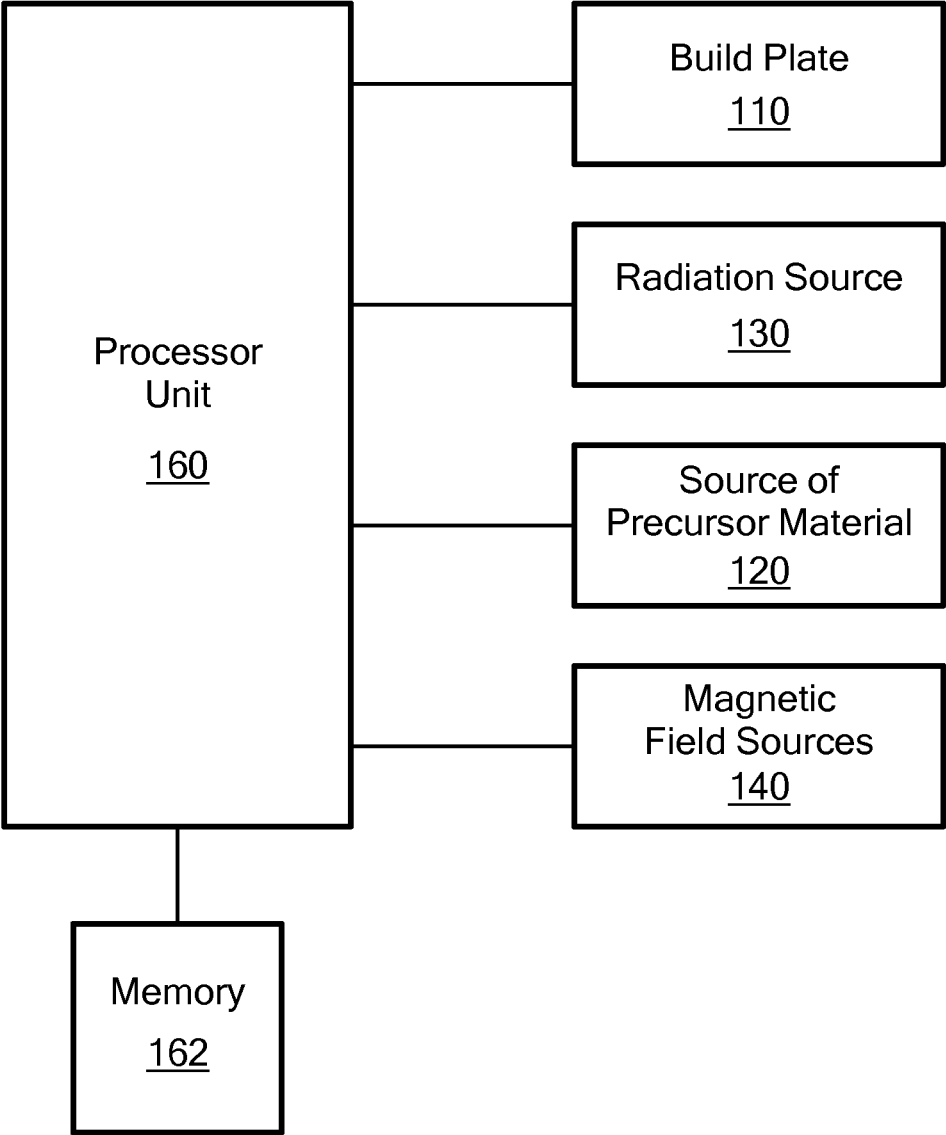 Processor
Unit
160
Build Plate
110
Radiation Source
130
Source of
Precursor Material
120
Magnetic
Field Sources
140
Memory
162